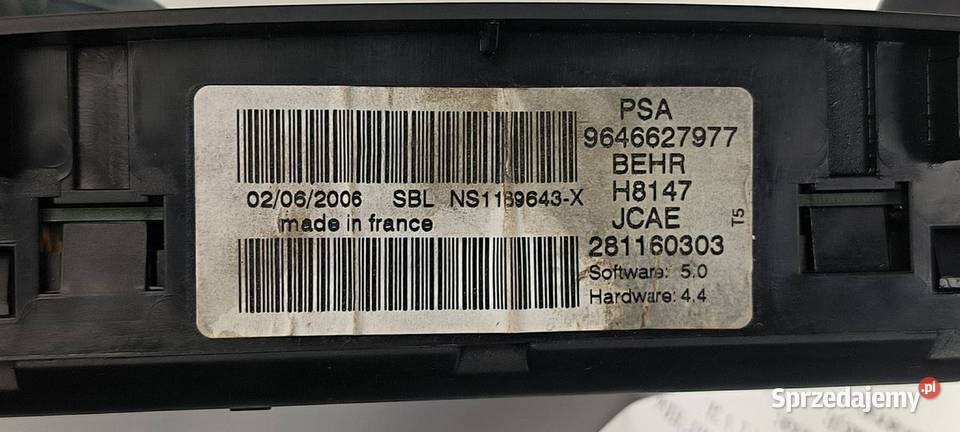 PSA
9646627977
BEHR
H8147
JCAE
281160303
Software: 5.0
Hardware: 4.4
T5
02/06/2006 SBL NS1169643-X
made in france
Sprzedajemy.pl